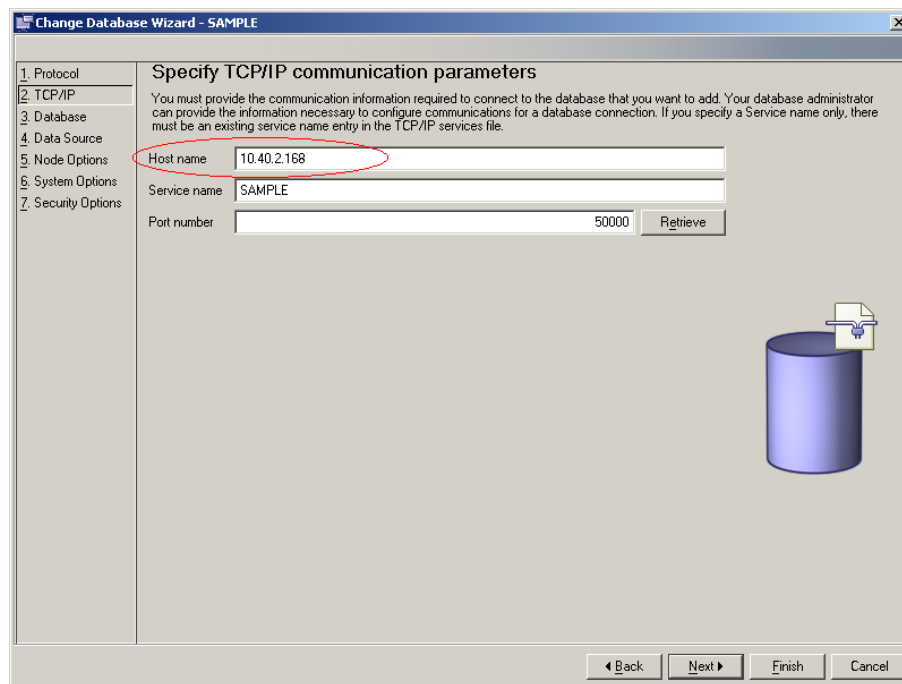 Change Database Wizard - SAMPLE
1. Protocol
2. TCP/IP
3. Database
4. Data Source
5. Node Options
6. System Options
7. Security Options
Specify TCP/IP communication parameters
You must provide the communication information required to connect to the database that you want to add. Your database administrator
can provide the information necessary to configure communications for a database connection. If you specify a Service name only, there
must be an existing service name entry in the TCP/IP services file.
Host name 10.40.2.168
Service name SAMPLE
Port number 50000 Retrieve
Back Next Finish Cancel